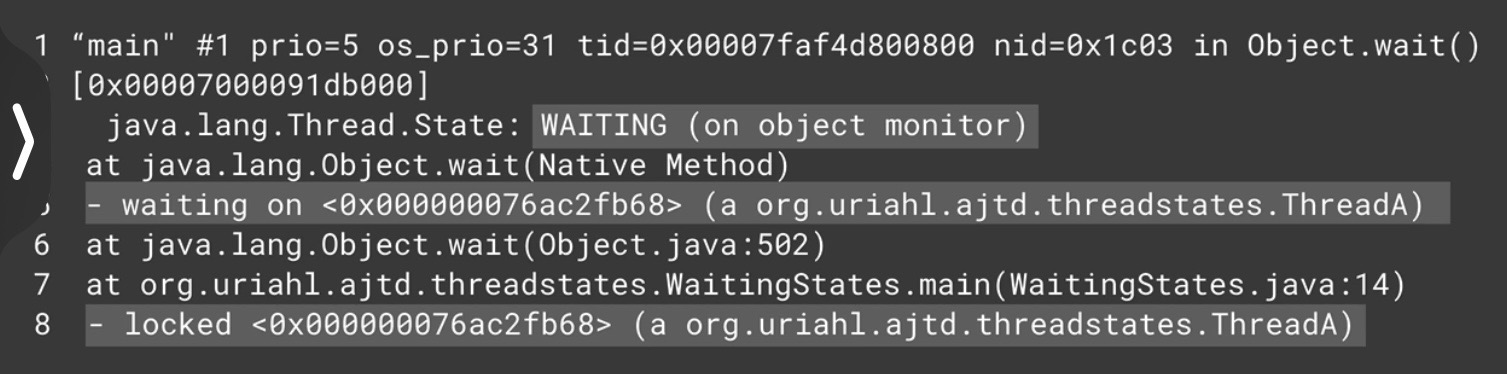 1 “main" #1 prio=5 os_prio=31 tid=0x00007faf4d800800 nid=0x1c03 in Object.wait()
[0x00007000091db000]
java.lang.Thread.State: WAITING (on object monitor)
at java.lang.Object.wait(Native Method)
- waiting on <0x000000076ac2fb68> (a org.uriahl.ajtd.threadstates.ThreadA)
6 at java.lang.Object.wait(Object.java:502)
7 at org.uriahl.ajtd.threadstates.WaitingStates.main(WaitingStates.java:14)
8 - locked <0x000000076ac2fb68> (a org.uriahl.ajtd.threadstates.ThreadA)